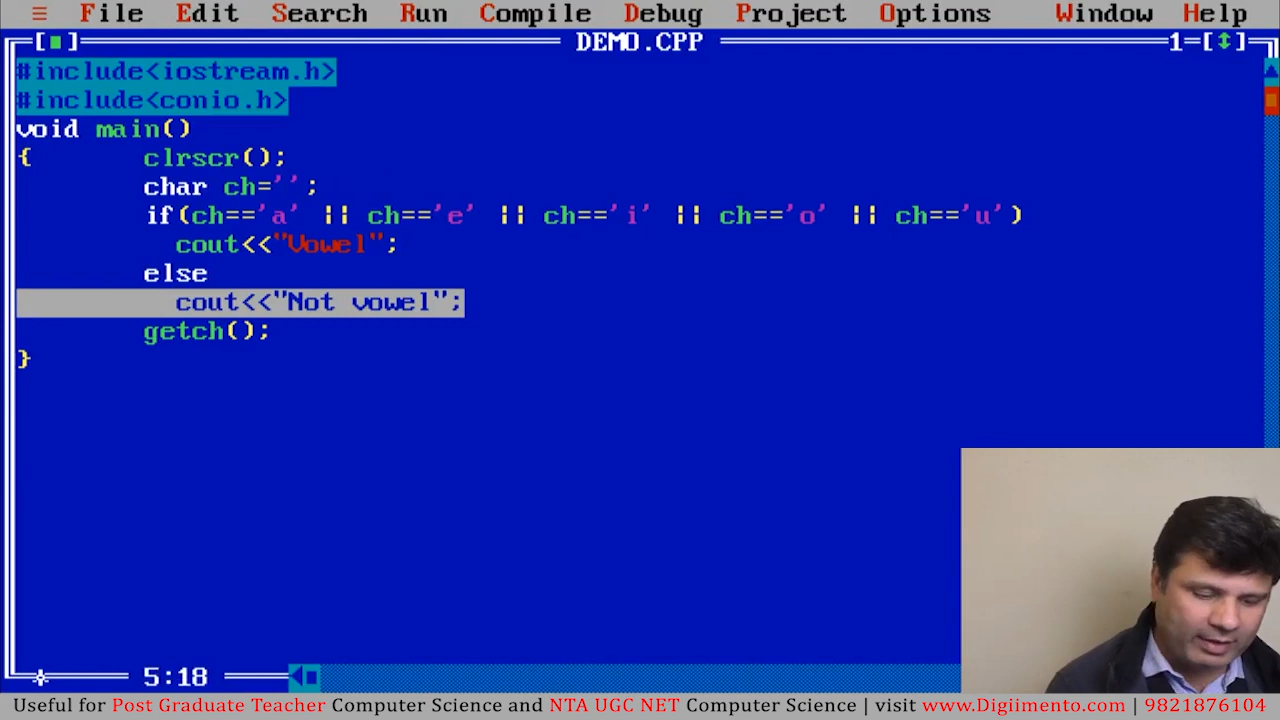 ≡ File Edit Search Run Compile Debug Project Options Window Help
[■] DEMO.CPP 1=[↕]
#include<iostream.h>
#include<conio.h>
void main()
{ clrscr();
char ch='';
if(ch=='a' || ch=='e' || ch=='i' || ch=='o' || ch=='u')
cout<<"Vowel";
else
cout<<"Not vowel";
getch();
}
5:18
Useful for Post Graduate Teacher Computer Science and NTA UGC NET Computer Science | visit www.Digiimento.com | 9821876104